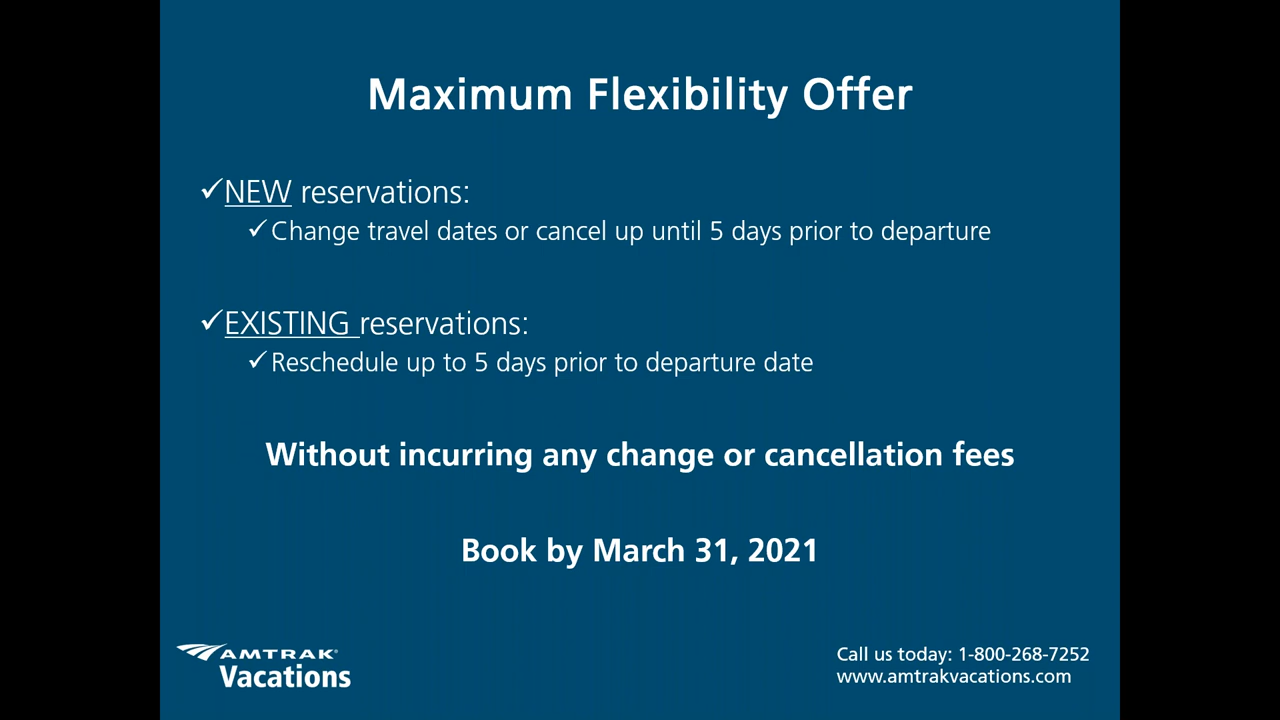 Maximum Flexibility Offer
✓NEW reservations:
✓Change travel dates or cancel up until 5 days prior to departure
✓EXISTING reservations:
✓Reschedule up to 5 days prior to departure date
Without incurring any change or cancellation fees
Book by March 31, 2021
AMTRAK®
Vacations
Call us today: 1-800-268-7252
www.amtrakvacations.com